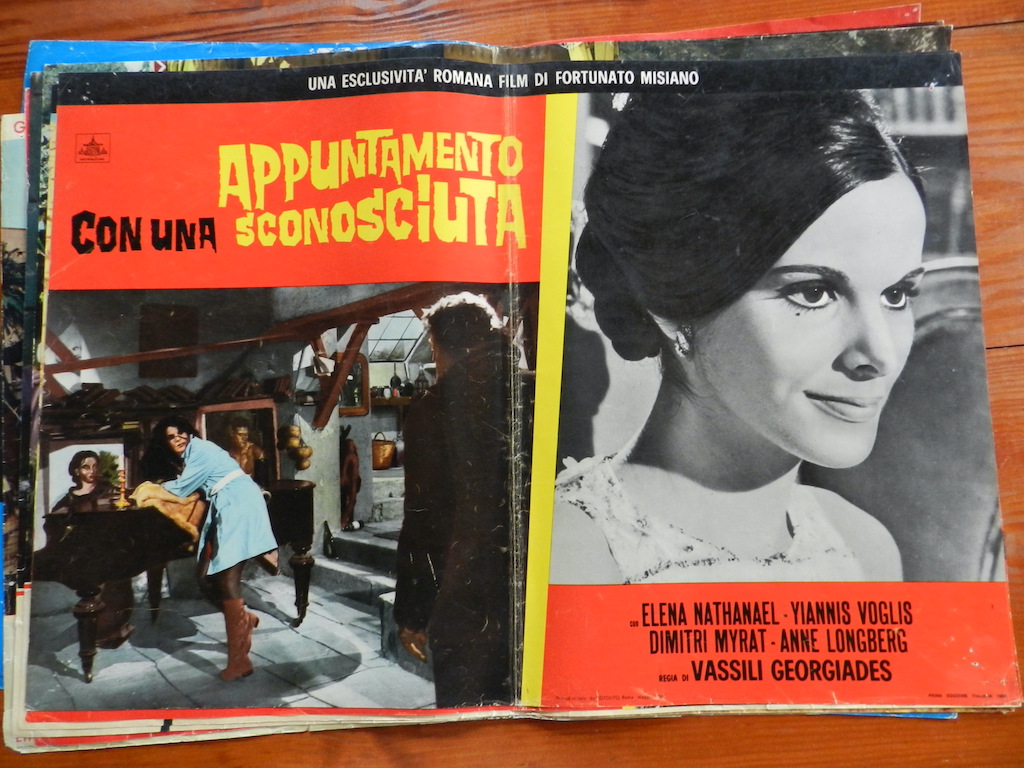 UNA ESCLUSIVITA' ROMANA FILM DI FORTUNATO MISIANO
APPUNTAMENTO
CON UNA SCONOSCIUTA
CON ELENA NATHANAEL - YIANNIS VOGLIS
DIMITRI MYRAT - ANNE LONGBERG
REGIA DI VASSILI GEORGIADES